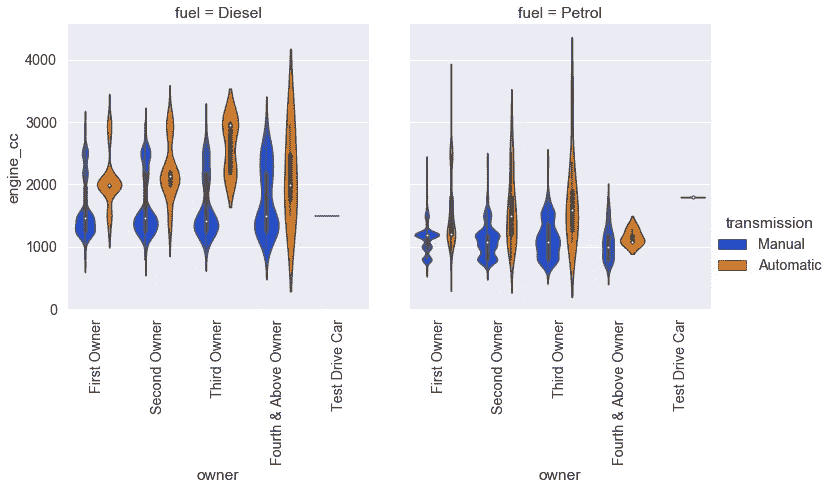 fuel = Diesel
fuel = Petrol
engine_cc
4000
3000
2000
1000
0
First Owner
Second Owner
Third Owner
Fourth & Above Owner
Test Drive Car
owner
First Owner
Second Owner
Third Owner
Fourth & Above Owner
Test Drive Car
owner
transmission
Manual
Automatic